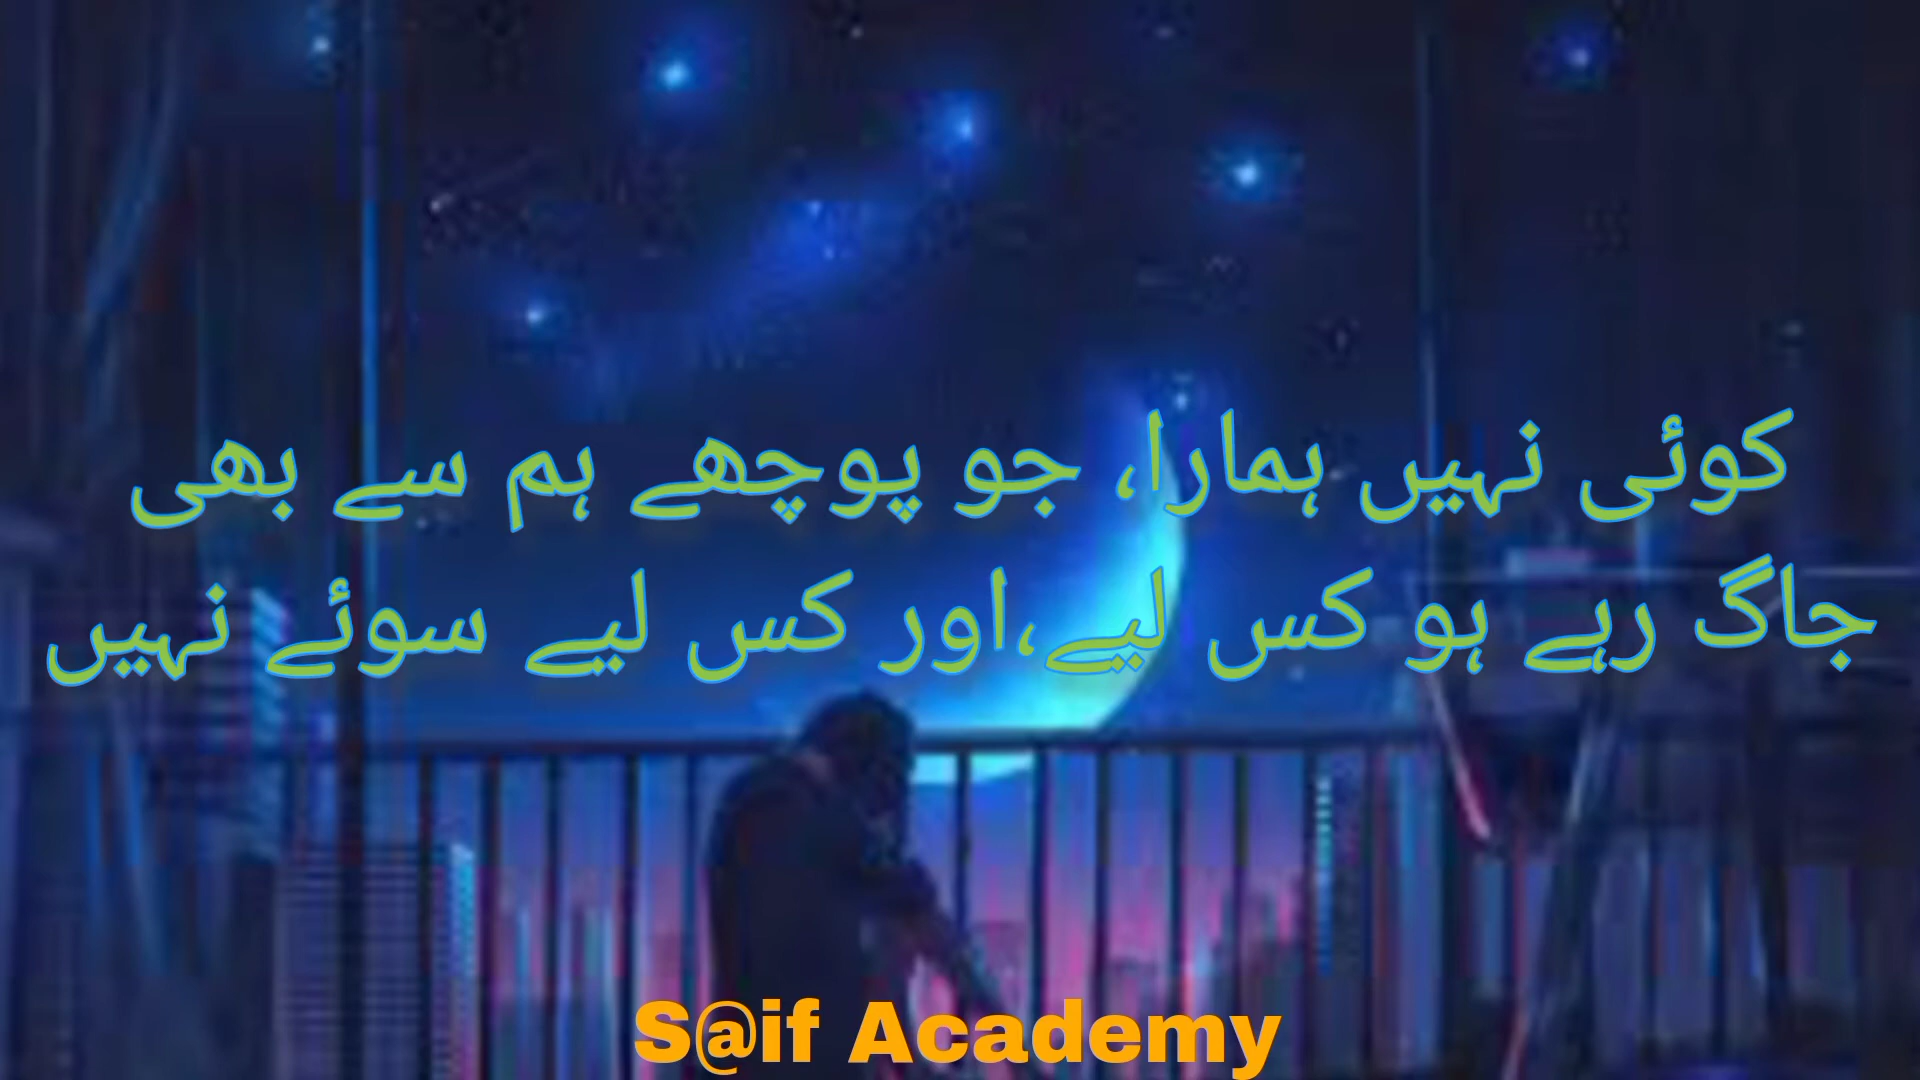 کوئی نہیں ہمارا، جو پوچھے ہم سے بھی
جاگ رہے ہو کس لیے،اور کس لیے سوئے نہیں
S@if Academy